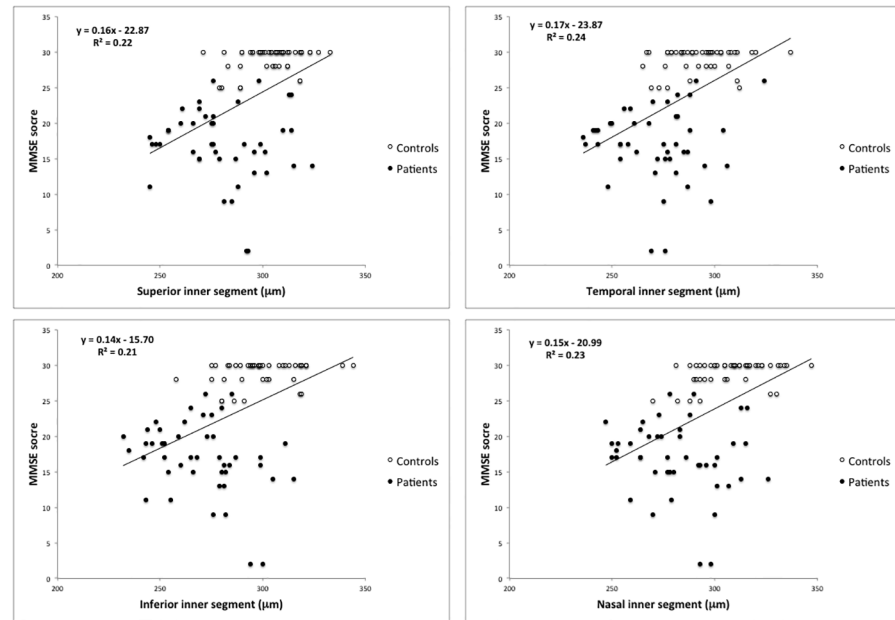 y = 0.16x - 22.87
R² = 0.22
35
30
25
20
15
10
5
0
MMSE socre
200 250 300 350
Superior inner segment (µm)
Controls
Patients
y = 0.17x - 23.87
R² = 0.24
35
30
25
20
15
10
5
0
MMSE socre
200 250 300 350
Temporal inner segment (µm)
Controls
Patients
y = 0.14x - 15.70
R² = 0.21
35
30
25
20
15
10
5
0
MMSE socre
200 250 300 350
Inferior inner segment (µm)
Controls
Patients
y = 0.15x - 20.99
R² = 0.23
35
30
25
20
15
10
5
0
MMSE socre
200 250 300 350
Nasal inner segment (µm)
Controls
Patients